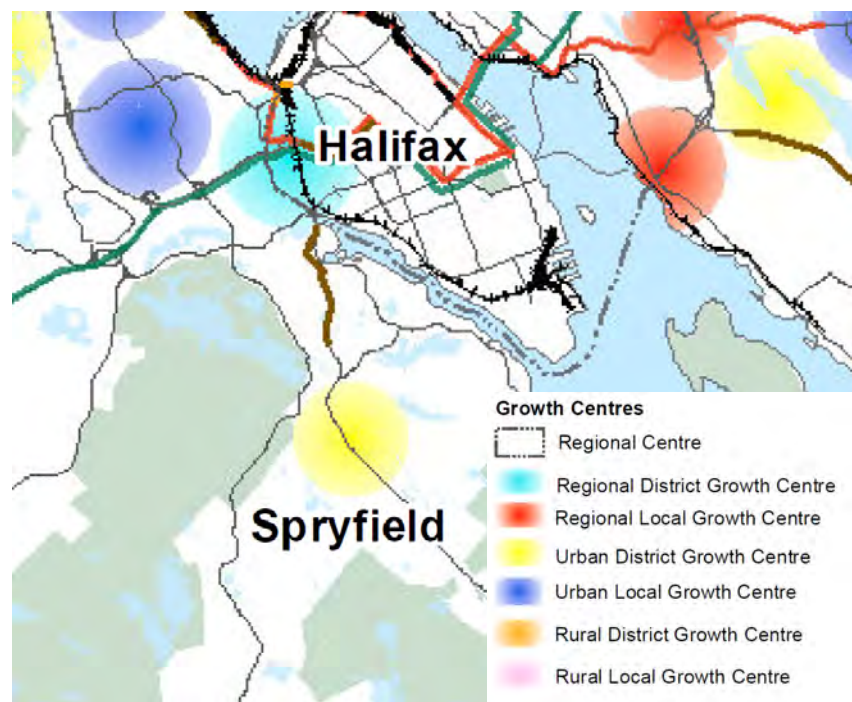 Halifax
Spryfield
Growth Centres
Regional Centre
Regional District Growth Centre
Regional Local Growth Centre
Urban District Growth Centre
Urban Local Growth Centre
Rural District Growth Centre
Rural Local Growth Centre